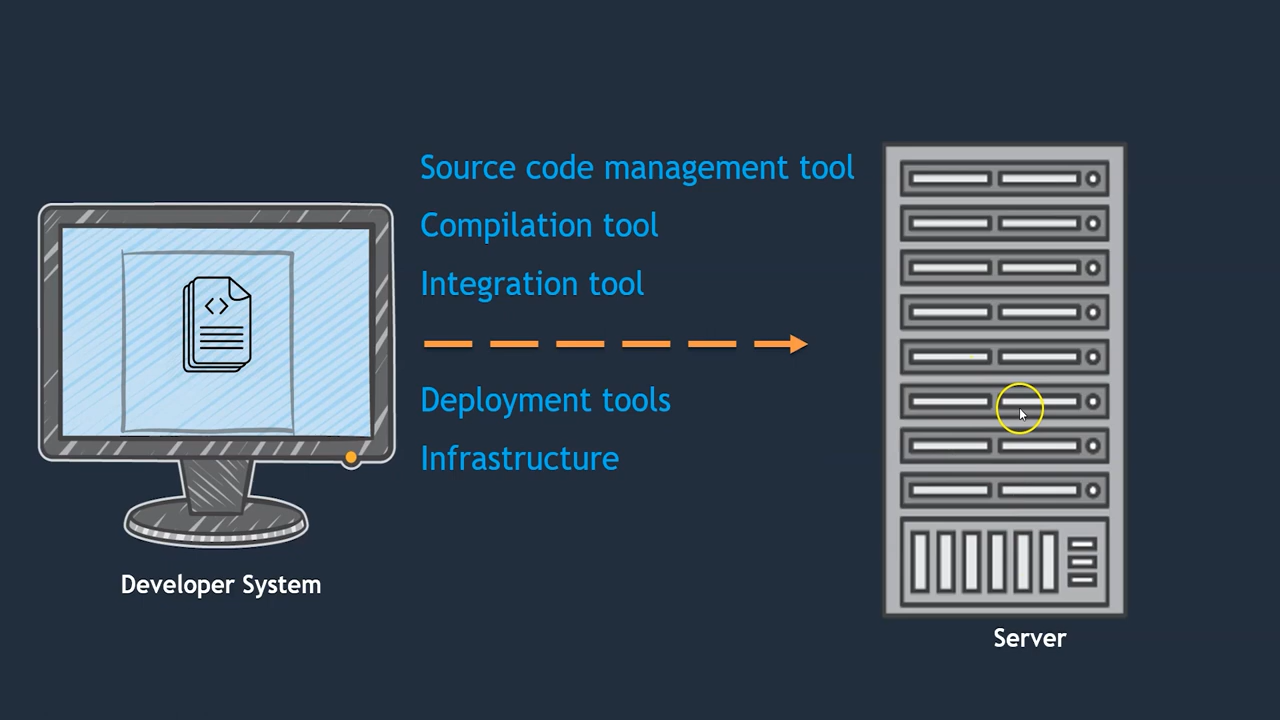 Source code management tool
Compilation tool
Integration tool
Deployment tools
Infrastructure
Developer System
Server